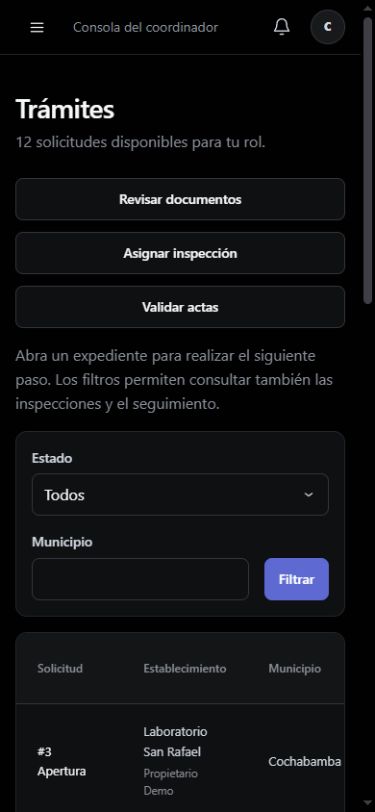 Consola del coordinador
C
Trámites
12 solicitudes disponibles para tu rol.
Revisar documentos
Asignar inspección
Validar actas
Abra un expediente para realizar el siguiente
paso. Los filtros permiten consultar también las
inspecciones y el seguimiento.
Estado
Todos
Municipio
Filtrar
Solicitud Establecimiento Municipio
#3
Apertura
Laboratorio
San Rafael
Propietario
Demo
Cochabamba